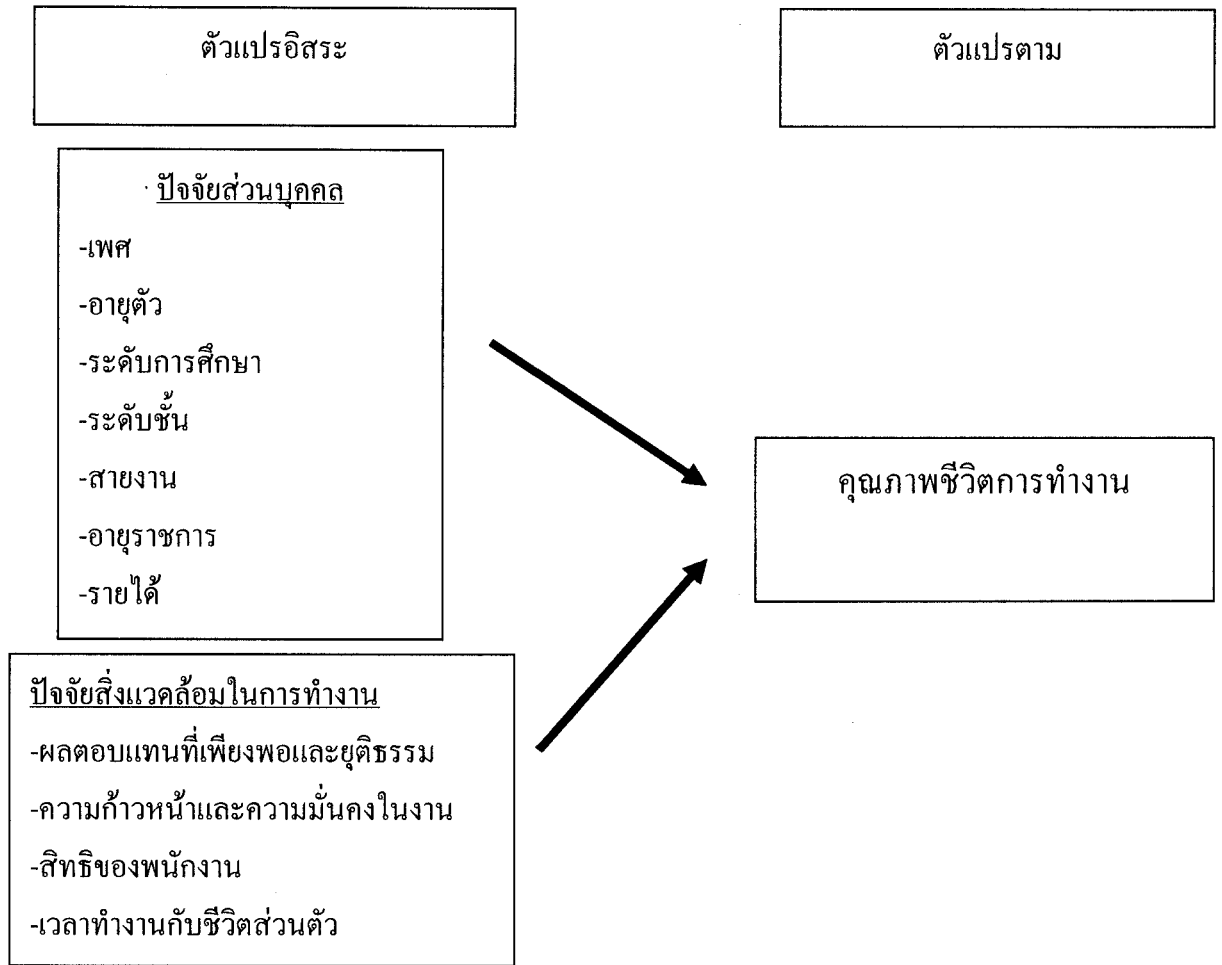 ตัวแปรอิสระ
ตัวแปรตาม
ปัจจัยส่วนบุคคล
-เพศ
-อายุตัว
-ระดับการศึกษา
-ระดับชั้น
-สายงาน
-อายุราชการ
-รายได้
คุณภาพชีวิตการทำงาน
ปัจจัยสิ่งแวดล้อมในการทำงาน
-ผลตอบแทนที่เพียงพอและยุติธรรม
-ความก้าวหน้าและความมั่นคงในงาน
-สิทธิของพนักงาน
-เวลาทำงานกับชีวิตส่วนตัว